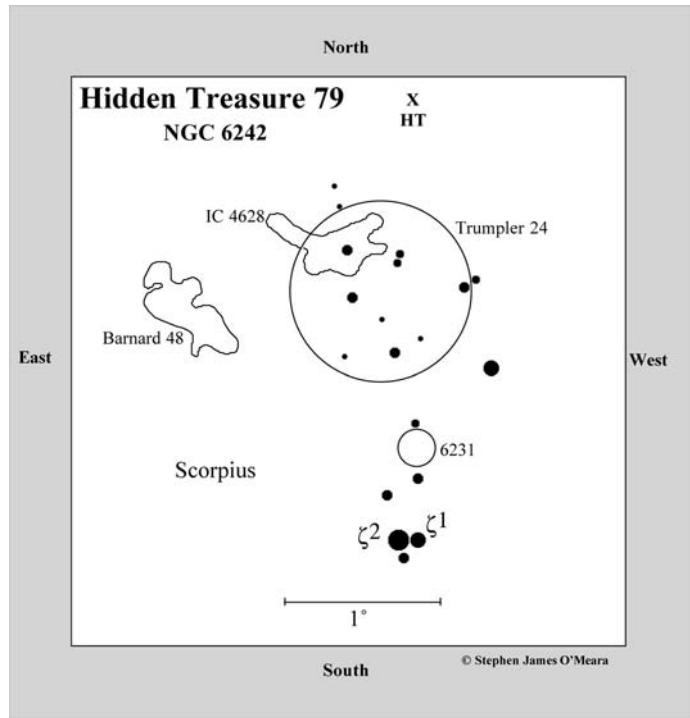 North
Hidden Treasure 79
NGC 6242
X
HT
IC 4628
Trumpler 24
Barnard 48
East
West
6231
Scorpius
ζ2
ζ1
1°
South
© Stephen James O'Meara